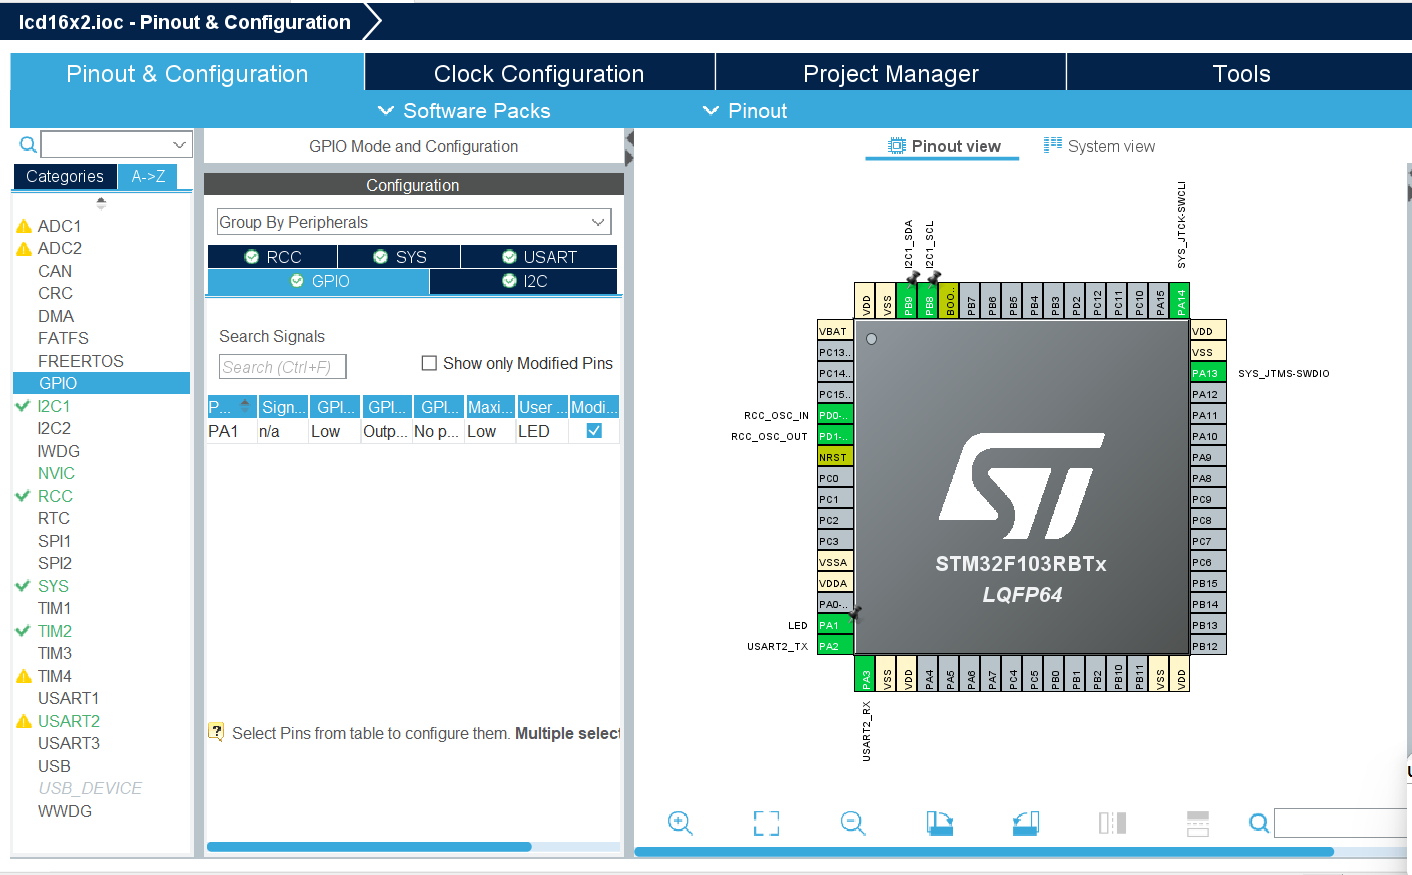 lcd16x2.ioc - Pinout & Configuration
Pinout & Configuration
Clock Configuration
Project Manager
Tools
Software Packs
Pinout
Categories
A->Z
ADC1
ADC2
CAN
CRC
DMA
FATFS
FREERTOS
GPIO
I2C1
I2C2
IWDG
NVIC
RCC
RTC
SPI1
SPI2
SYS
TIM1
TIM2
TIM3
TIM4
USART1
USART2
USART3
USB
USB_DEVICE
WWDG
GPIO Mode and Configuration
Configuration
Group By Peripherals
RCC
SYS
USART
GPIO
I2C
Search Signals
Search (Ctrl+F)
Show only Modified Pins
P... Sign... GPI... GPI... GPI... Maxi... User ... Modi...
PA1 n/a Low Outp... No p... Low LED
Select Pins from table to configure them. Multiple select
Pinout view
System view
I2C1_SDA
I2C1_SCL
SYS_JTCK-SWCLI
VDD
VSS
PB9
PB8
BOO..
PB7
PB6
PB5
PB4
PB3
PD2
PC12
PC11
PC10
PA15
PA14
VBAT
PC13..
PC14..
PC15..
RCC_OSC_IN PD0-..
RCC_OSC_OUT PD1-..
NRST
PC0
PC1
PC2
PC3
VSSA
VDDA
PA0-..
LED PA1
USART2_TX PA2
STM32F103RBTx
LQFP64
VDD
VSS
PA13 SYS_JTMS-SWDIO
PA12
PA11
PA10
PA9
PA8
PC9
PC8
PC7
PC6
PB15
PB14
PB13
PB12
PA3
VSS
VDD
PA4
PA5
PA6
PA7
PC4
PC5
PB0
PB1
PB2
PB10
PB11
VSS
VDD
USART2_RX